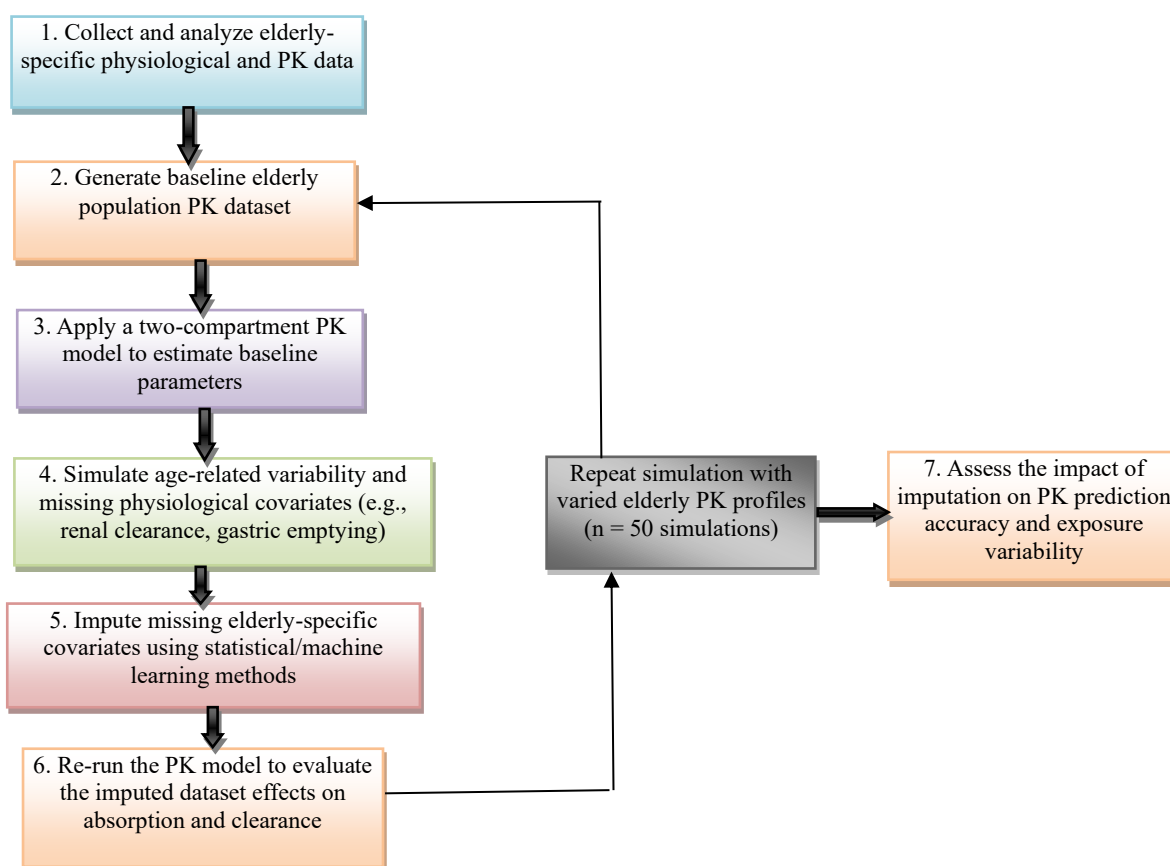 1. Collect and analyze elderly-
specific physiological and PK data
2. Generate baseline elderly
population PK dataset
3. Apply a two-compartment PK
model to estimate baseline
parameters
4. Simulate age-related variability and
missing physiological covariates (e.g.,
renal clearance, gastric emptying)
5. Impute missing elderly-specific
covariates using statistical/machine
learning methods
6. Re-run the PK model to evaluate
the imputed dataset effects on
absorption and clearance
Repeat simulation with
varied elderly PK profiles
(n = 50 simulations)
7. Assess the impact of
imputation on PK prediction
accuracy and exposure
variability